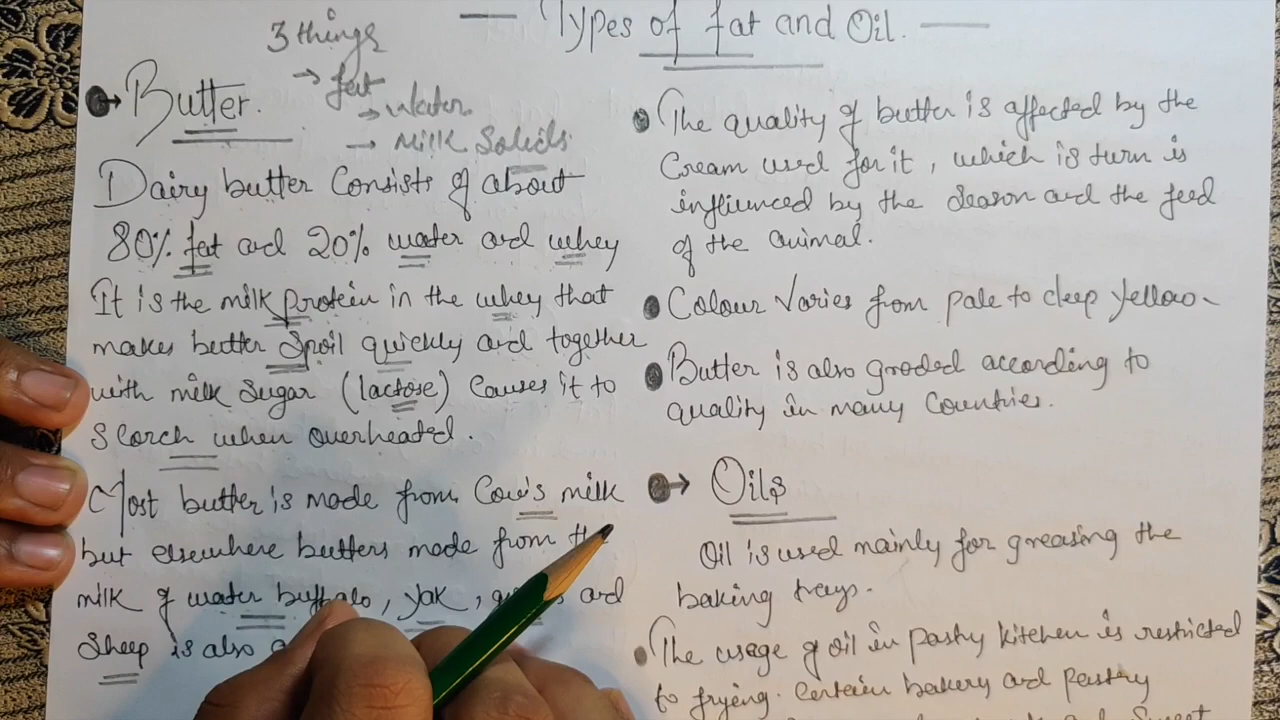 Types of fat and Oil.
3 things
→ fat
→ water
→ Milk Solids
Butter.
Dairy butter Consists of about
80% fat and 20% water and whey
It is the milk protein in the whey that
makes butter Spoil quickly and together
with milk Sugar (lactose) Causes it to
Scorch when overheated.
Most butter is made from Cow's milk
but elsewhere butters made from the
milk of water buffalo, yak, and
Sheep is also
The quality of butter is affected by the
Cream used for it, which is turn is
influenced by the Season and the feed
of the animal.
Colour Varies from pale to deep yellow
Butter is also graded according to
quality in many Countries.
Oils
Oil is used mainly for greasing the
baking trays.
The usage of oil in pastry kitchen is restricted
to frying. Certain bakery and pastry
and Sweet